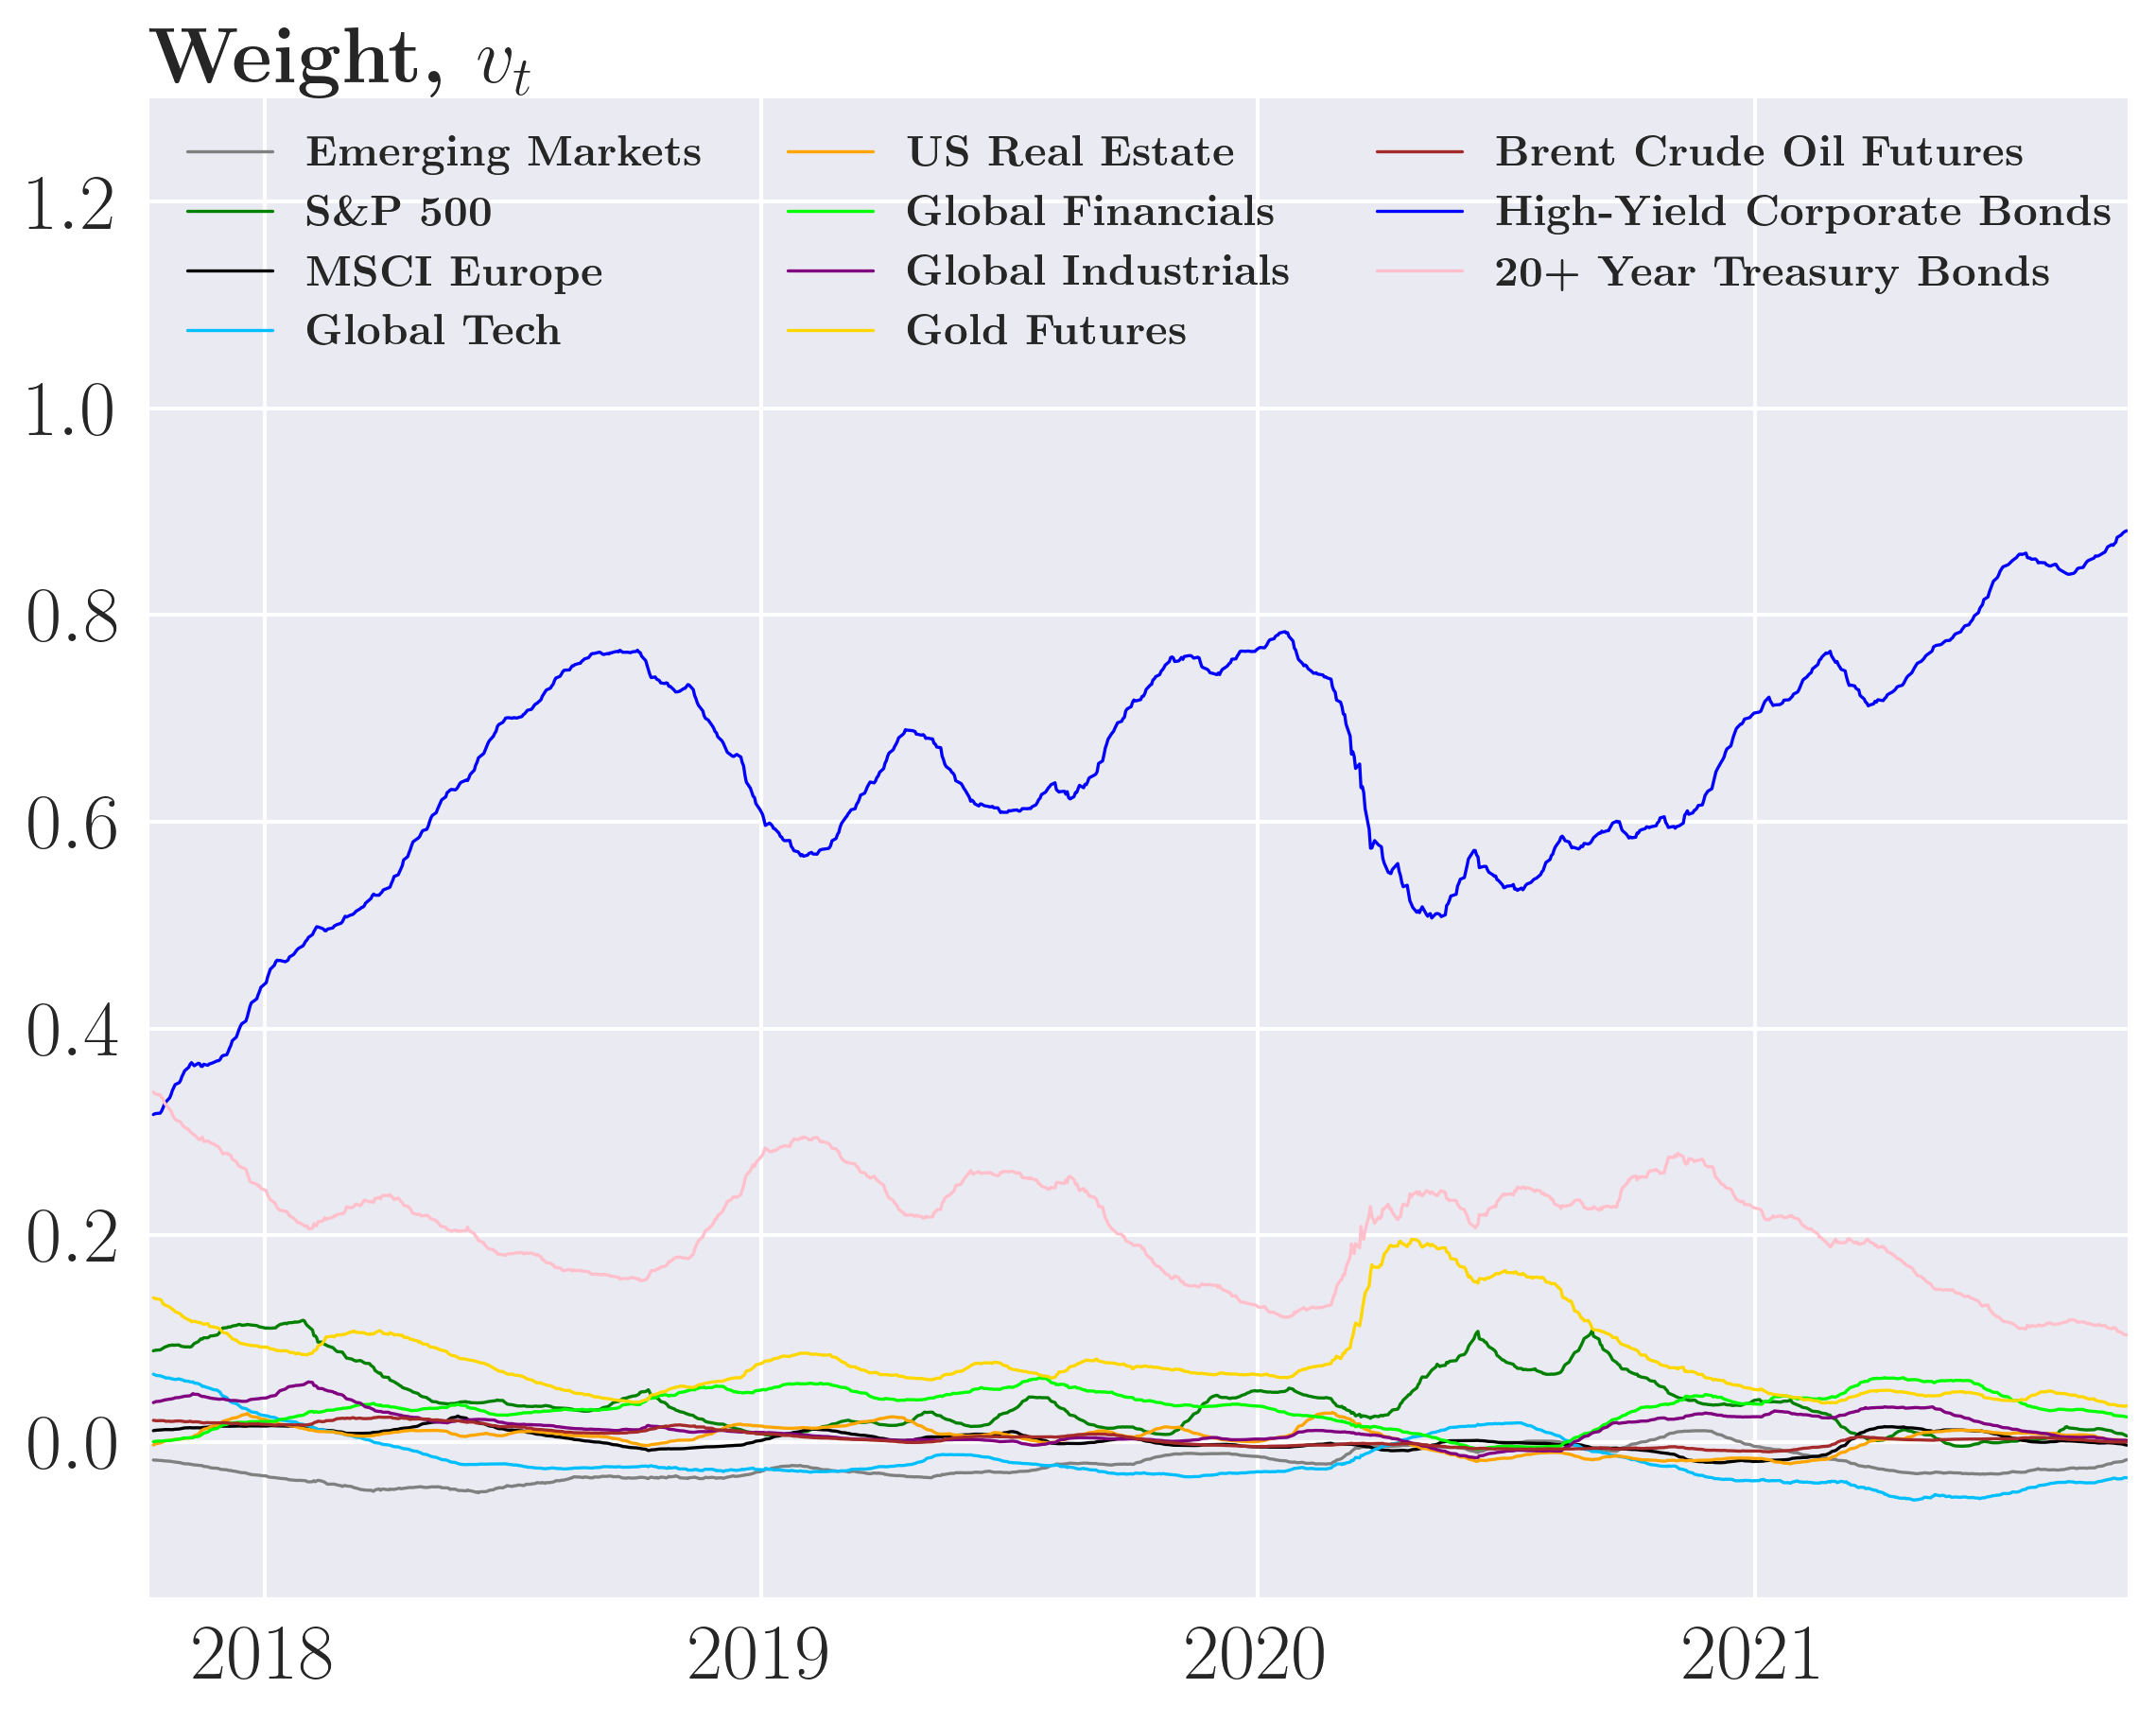 Weight, v_t
Emerging Markets
S&P 500
MSCI Europe
Global Tech
US Real Estate
Global Financials
Global Industrials
Gold Futures
Brent Crude Oil Futures
High-Yield Corporate Bonds
20+ Year Treasury Bonds
1.2
1.0
0.8
0.6
0.4
0.2
0.0
2018 2019 2020 2021